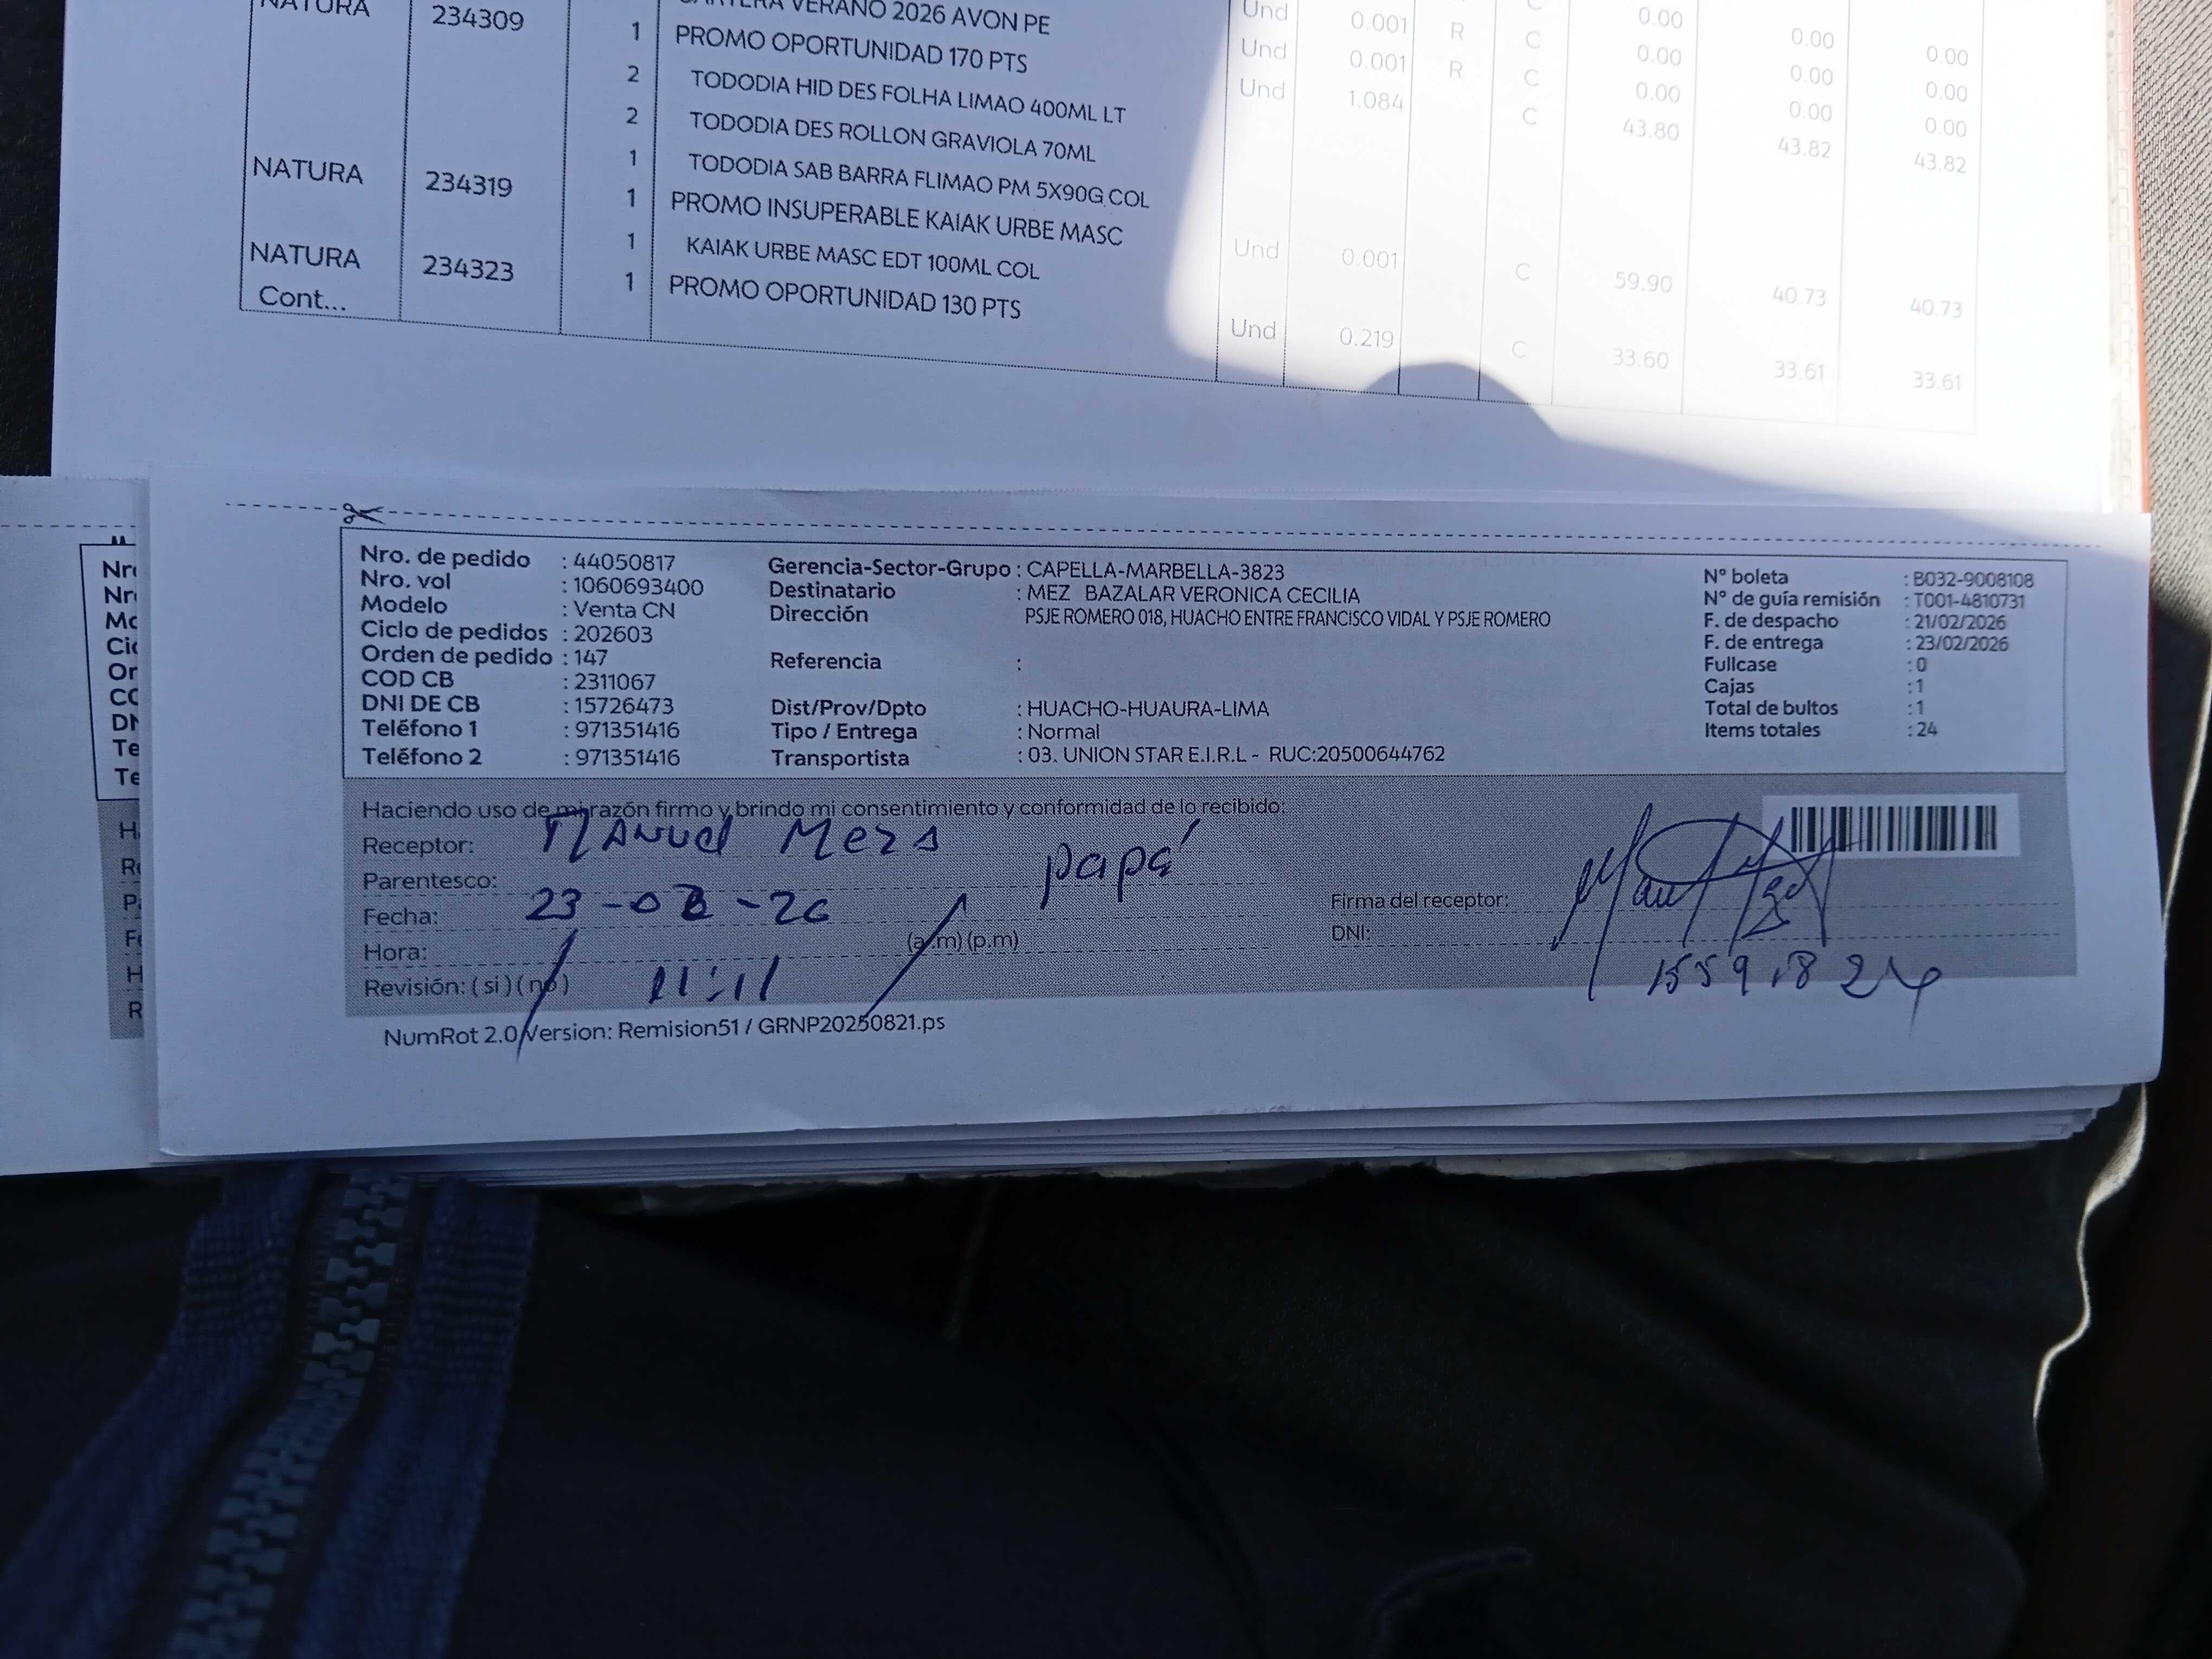 NATURA 234309 CARTERA VERANO 2026 AVON PE Und 0.001 R C 0.00 0.00 0.00
1 PROMO OPORTUNIDAD 170 PTS Und 0.001 R C 0.00 0.00 0.00
2 TODODIA HID DES FOLHA LIMAO 400ML LT Und 1.084 C 0.00 0.00 0.00
2 TODODIA DES ROLLON GRAVIOLA 70ML C 43.80 43.82 43.82
1 TODODIA SAB BARRA FLIMAO PM 5X90G COL
NATURA 234319 1 PROMO INSUPERABLE KAIAK URBE MASC Und 0.001 C 59.90 40.73 40.73
1 KAIAK URBE MASC EDT 100ML COL
NATURA 234323 1 PROMO OPORTUNIDAD 130 PTS Und 0.219 C 33.60 33.61 33.61
Cont...
Nro. de pedido : 44050817
Nro. vol : 1060693400
Modelo : Venta CN
Ciclo de pedidos : 202603
Orden de pedido : 147
COD CB : 2311067
DNI DE CB : 15726473
Teléfono 1 : 971351416
Teléfono 2 : 971351416
Gerencia-Sector-Grupo : CAPELLA-MARBELLA-3823
Destinatario : MEZ BAZALAR VERONICA CECILIA
Dirección PSJE ROMERO 018, HUACHO ENTRE FRANCISCO VIDAL Y PSJE ROMERO
Referencia :
Dist/Prov/Dpto : HUACHO-HUAURA-LIMA
Tipo / Entrega : Normal
Transportista : 03. UNION STAR E.I.R.L - RUC:20500644762
N° boleta : B032-9008108
N° de guía remisión : T001-4810731
F. de despacho : 21/02/2026
F. de entrega : 23/02/2026
Fullcase : 0
Cajas : 1
Total de bultos : 1
Items totales : 24
Haciendo uso de mi razón firmo y brindo mi consentimiento y conformidad de lo recibido:
Receptor: Manuel Meza
Parentesco: papá
Fecha: 23-02-26
Hora: (a.m) (p.m)
Revisión: ( si ) ( no ) 11:11
Firma del receptor:
DNI:
NumRot 2.0/Version: Remision51 / GRNP20250821.ps